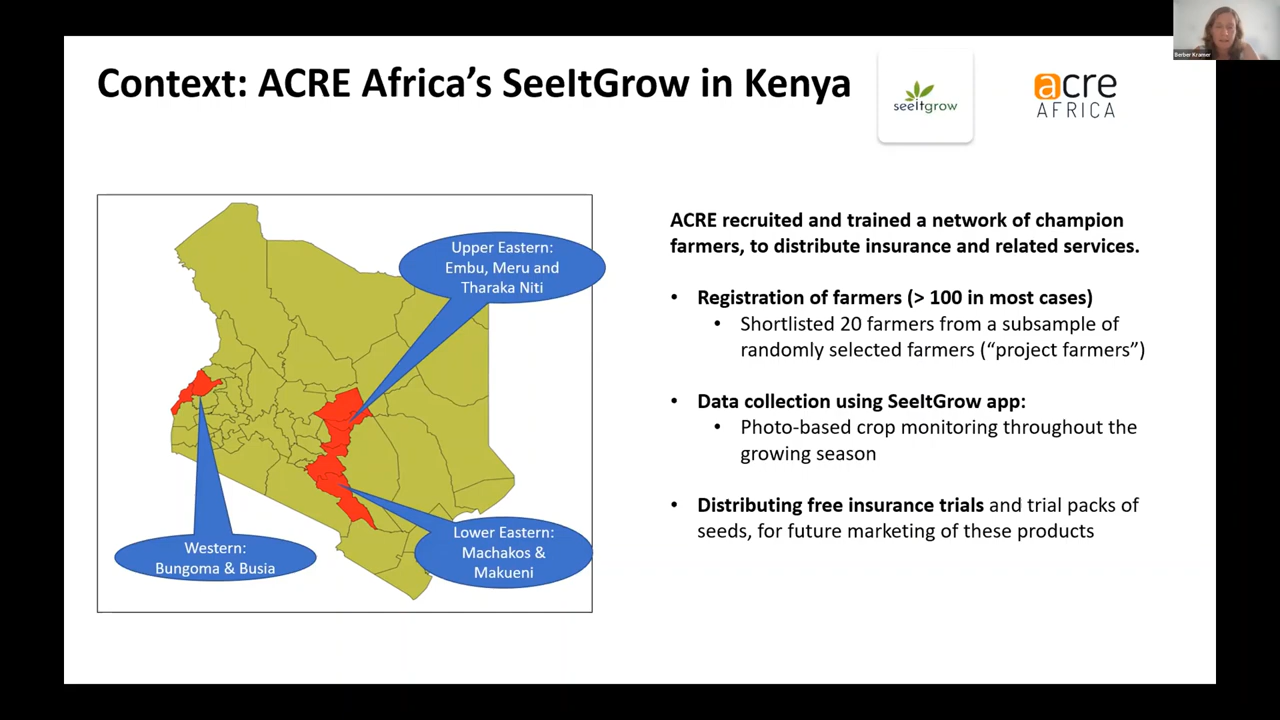 Berber Kramer
Context: ACRE Africa's SeeItGrow in Kenya
seeItgrow
acre
AFRICA
Upper Eastern:
Embu, Meru and
Tharaka Niti
Western:
Bungoma & Busia
Lower Eastern:
Machakos &
Makueni
ACRE recruited and trained a network of champion
farmers, to distribute insurance and related services.
• Registration of farmers (> 100 in most cases)
• Shortlisted 20 farmers from a subsample of
randomly selected farmers (“project farmers”)
• Data collection using SeeItGrow app:
• Photo-based crop monitoring throughout the
growing season
• Distributing free insurance trials and trial packs of
seeds, for future marketing of these products